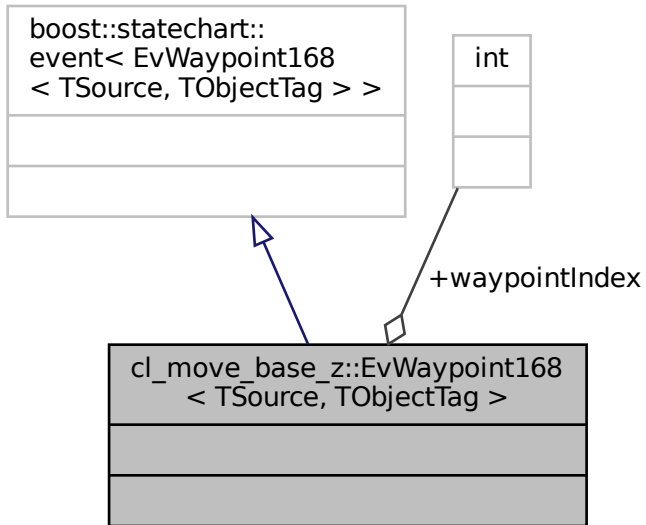 boost::statechart::
event< EvWaypoint168
< TSource, TObjectTag > >
int
+waypointIndex
cl_move_base_z::EvWaypoint168
< TSource, TObjectTag >